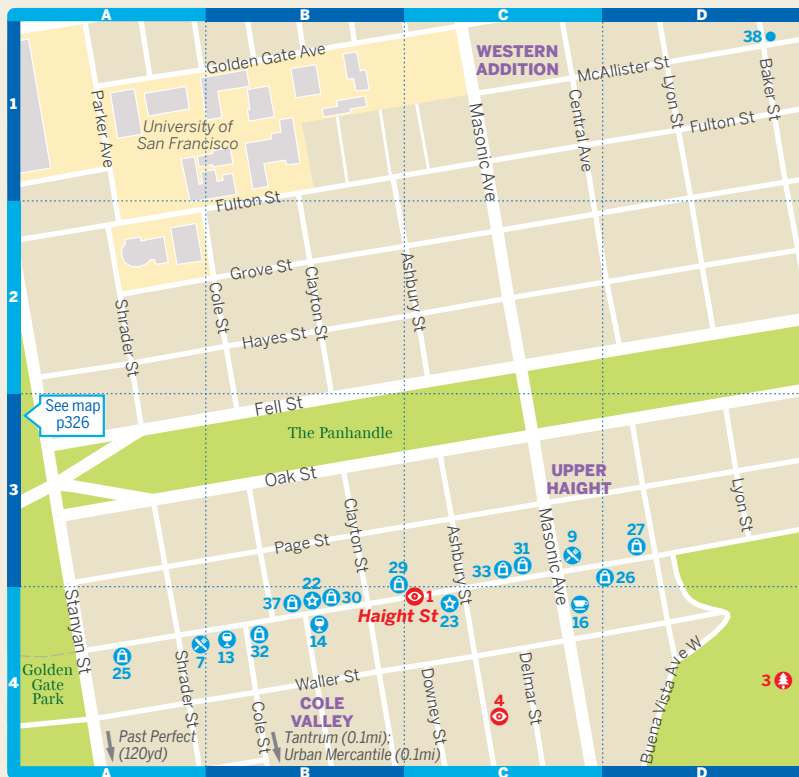 A
B
C
D
1
2
3
4
38
WESTERN
ADDITION
Golden Gate Ave
McAllister St
Parker Ave
University of
San Francisco
Masonic Ave
Central Ave
Lyon St
Baker St
Fulton St
Fulton St
Grove St
Shrader St
Cole St
Clayton St
Ashbury St
Hayes St
Fell St
See map
p326
The Panhandle
Oak St
UPPER
HAIGHT
Page St
Clayton St
Ashbury St
Masonic Ave
Lyon St
9
27
31
33
29
26
22
30
37
1
Haight St
23
16
Stanyan St
14
32
13
7
25
Golden
Gate
Park
Shrader St
Cole St
Waller St
COLE
VALLEY
Downey St
Delmar St
4
3
Buena Vista Ave W
Past Perfect
(120yd)
Tantrum (0.1mi);
Urban Mercantile (0.1mi)
A
B
C
D